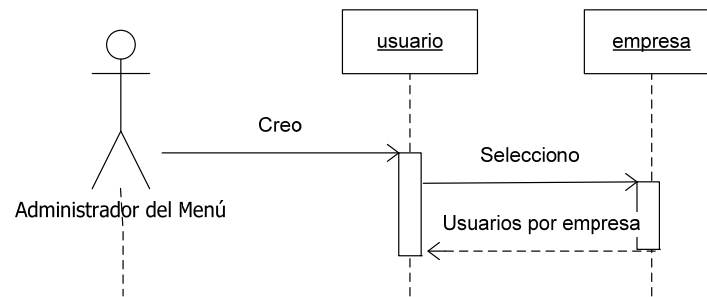 usuario
empresa
Creo
Selecciono
Administrador del Menú
Usuarios por empresa